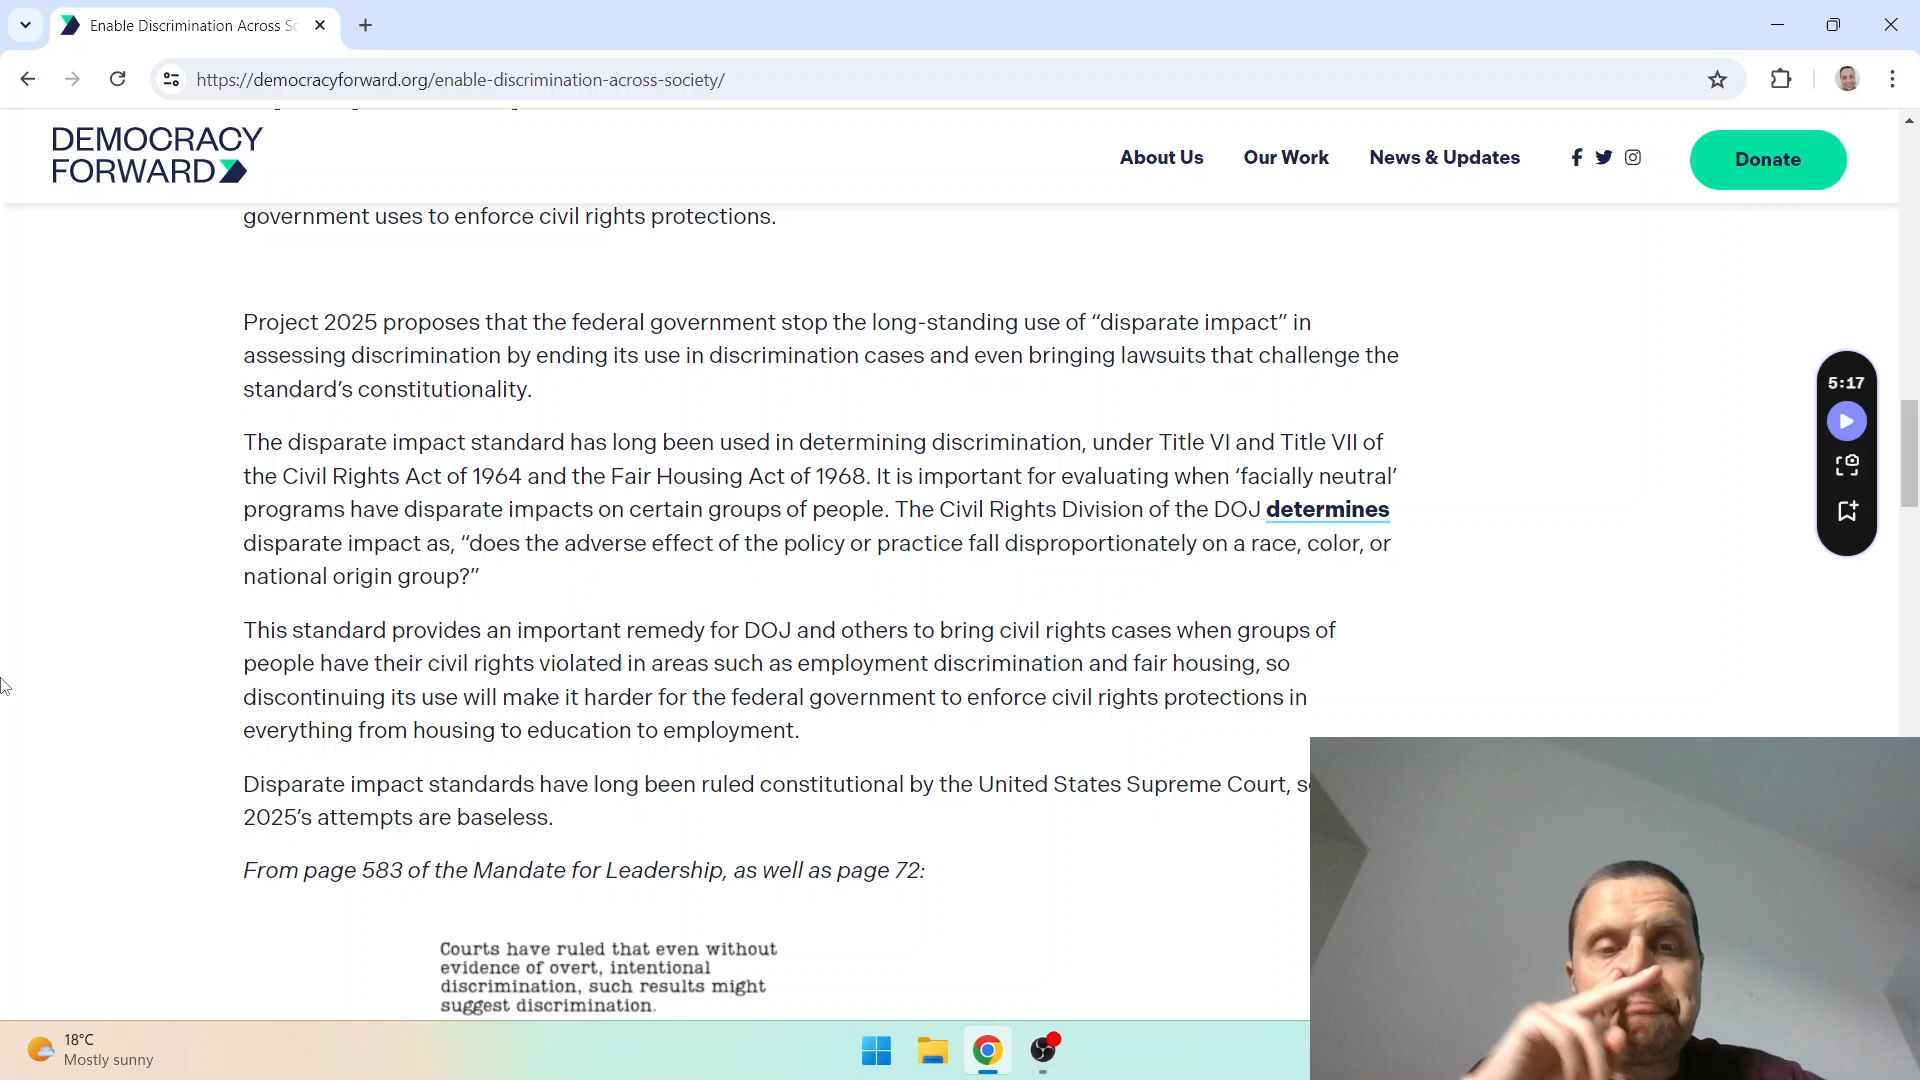 Enable Discrimination Across So
https://democracyforward.org/enable-discrimination-across-society/
DEMOCRACY
FORWARD
About Us
Our Work
News & Updates
Donate
government uses to enforce civil rights protections.
Project 2025 proposes that the federal government stop the long-standing use of “disparate impact” in
assessing discrimination by ending its use in discrimination cases and even bringing lawsuits that challenge the
standard’s constitutionality.
The disparate impact standard has long been used in determining discrimination, under Title VI and Title VII of
the Civil Rights Act of 1964 and the Fair Housing Act of 1968. It is important for evaluating when ‘facially neutral’
programs have disparate impacts on certain groups of people. The Civil Rights Division of the DOJ determines
disparate impact as, “does the adverse effect of the policy or practice fall disproportionately on a race, color, or
national origin group?”
This standard provides an important remedy for DOJ and others to bring civil rights cases when groups of
people have their civil rights violated in areas such as employment discrimination and fair housing, so
discontinuing its use will make it harder for the federal government to enforce civil rights protections in
everything from housing to education to employment.
Disparate impact standards have long been ruled constitutional by the United States Supreme Court,
2025’s attempts are baseless.
From page 583 of the Mandate for Leadership, as well as page 72:
Courts have ruled that even without
evidence of overt, intentional
discrimination, such results might
suggest discrimination.
5:17
18°C
Mostly sunny